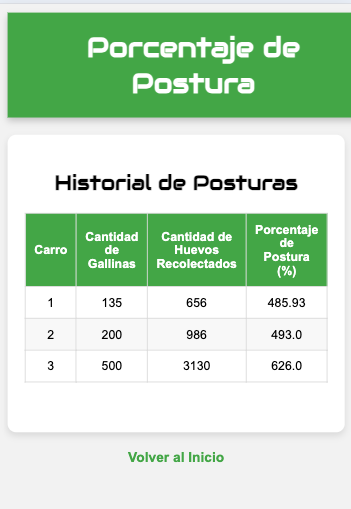 Porcentaje de
Postura
Historial de Posturas
Carro
Cantidad
de
Gallinas
Cantidad de
Huevos
Recolectados
Porcentaje
de
Postura
(%)
1 135 656 485.93
2 200 986 493.0
3 500 3130 626.0
Volver al Inicio